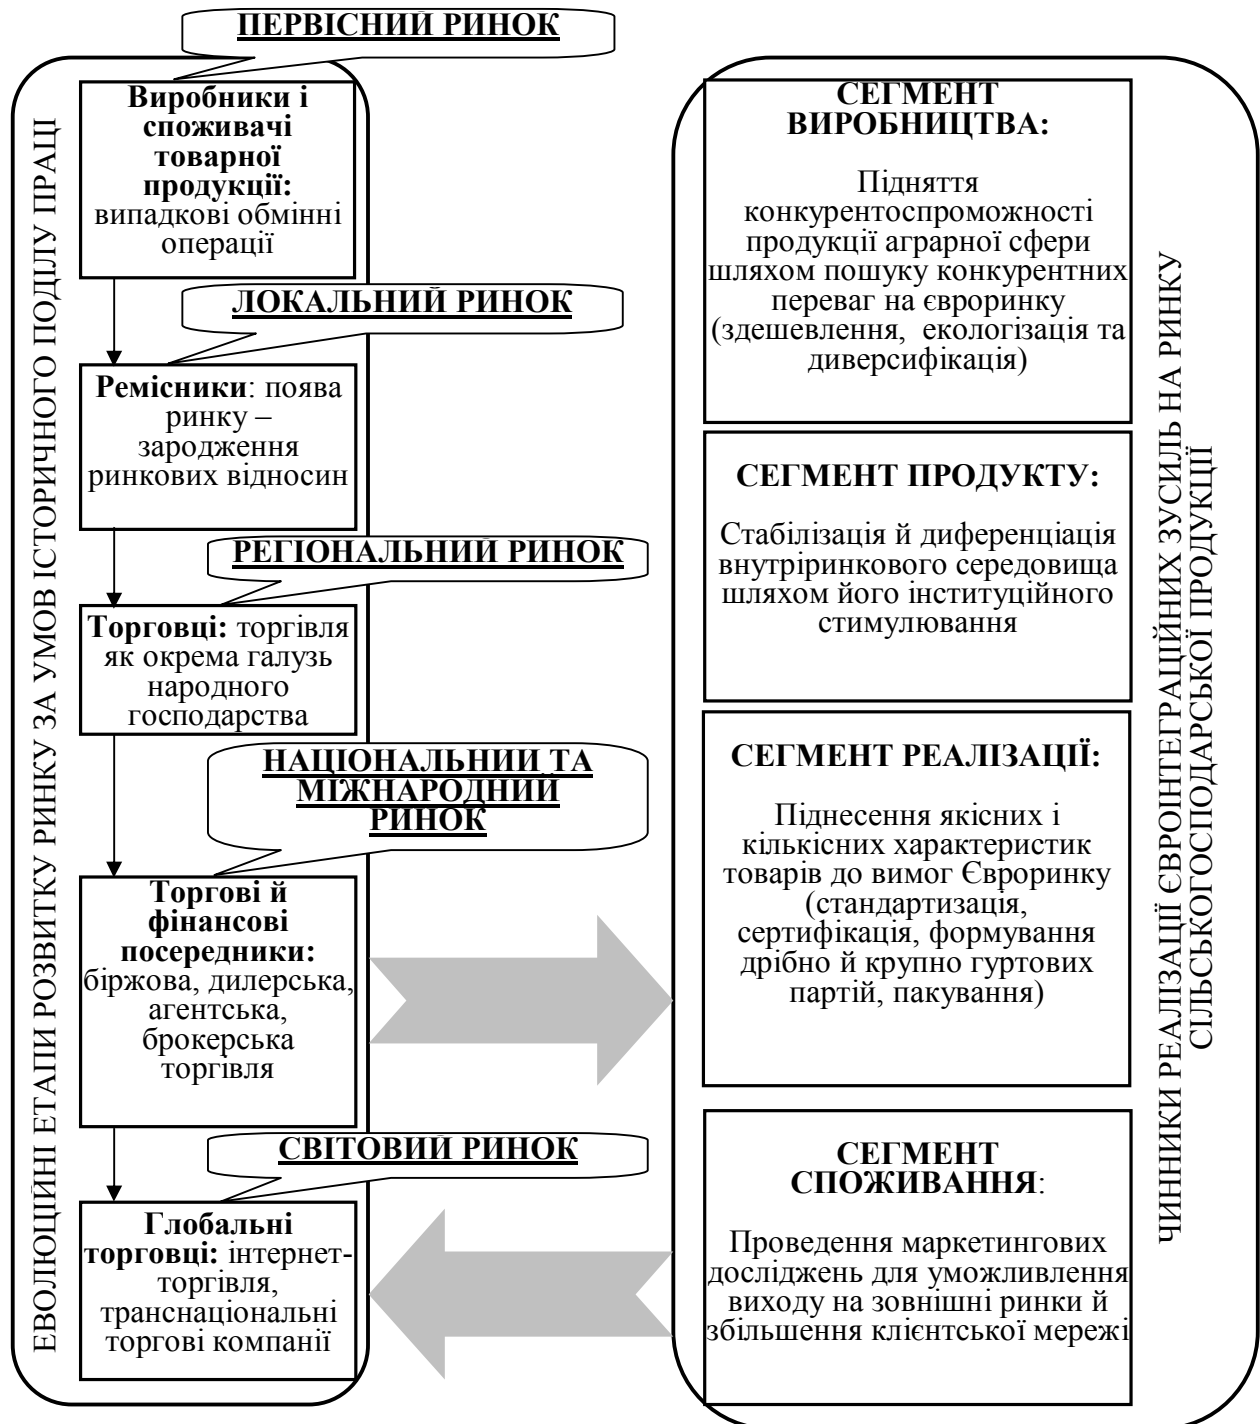 ЕВОЛЮЦІЙНІ ЕТАПИ РОЗВИТКУ РИНКУ ЗА УМОВ ІСТОРИЧНОГО ПОДІЛУ ПРАЦІ
ПЕРВІСНИЙ РИНОК
Виробники і
споживачі
товарної
продукції:
випадкові обмінні
операції
ЛОКАЛЬНИЙ РИНОК
Ремісники: поява
ринку –
зародження
ринкових відносин
РЕГІОНАЛЬНИЙ РИНОК
Торговці: торгівля
як окрема галузь
народного
господарства
НАЦІОНАЛЬНИЙ ТА
МІЖНАРОДНИЙ
РИНОК
Торгові й
фінансові
посередники:
біржова, дилерська,
агентська,
брокерська
торгівля
СВІТОВИЙ РИНОК
Глобальні
торговці: інтернет-
торгівля,
транснаціональні
торгові компанії
СЕГМЕНТ
ВИРОБНИЦТВА:
Підняття
конкурентоспроможності
продукції аграрної сфери
шляхом пошуку конкурентних
переваг на євроринку
(здешевлення, екологізація та
диверсифікація)
СЕГМЕНТ ПРОДУКТУ:
Стабілізація й диференціація
внутріринкового середовища
шляхом його інституційного
стимулювання
СЕГМЕНТ РЕАЛІЗАЦІЇ:
Піднесення якісних і
кількісних характеристик
товарів до вимог Євроринку
(стандартизація,
сертифікація, формування
дрібно й крупно гуртових
партій, пакування)
СЕГМЕНТ
СПОЖИВАННЯ:
Проведення маркетингових
досліджень для уможливлення
виходу на зовнішні ринки й
збільшення клієнтської мережі
ЧИННИКИ РЕАЛІЗАЦІЇ ЄВРОІНТЕГРАЦІЙНИХ ЗУСИЛЬ НА РИНКУ
СІЛЬСЬКОГОСПОДАРСЬКОЇ ПРОДУКЦІЇ